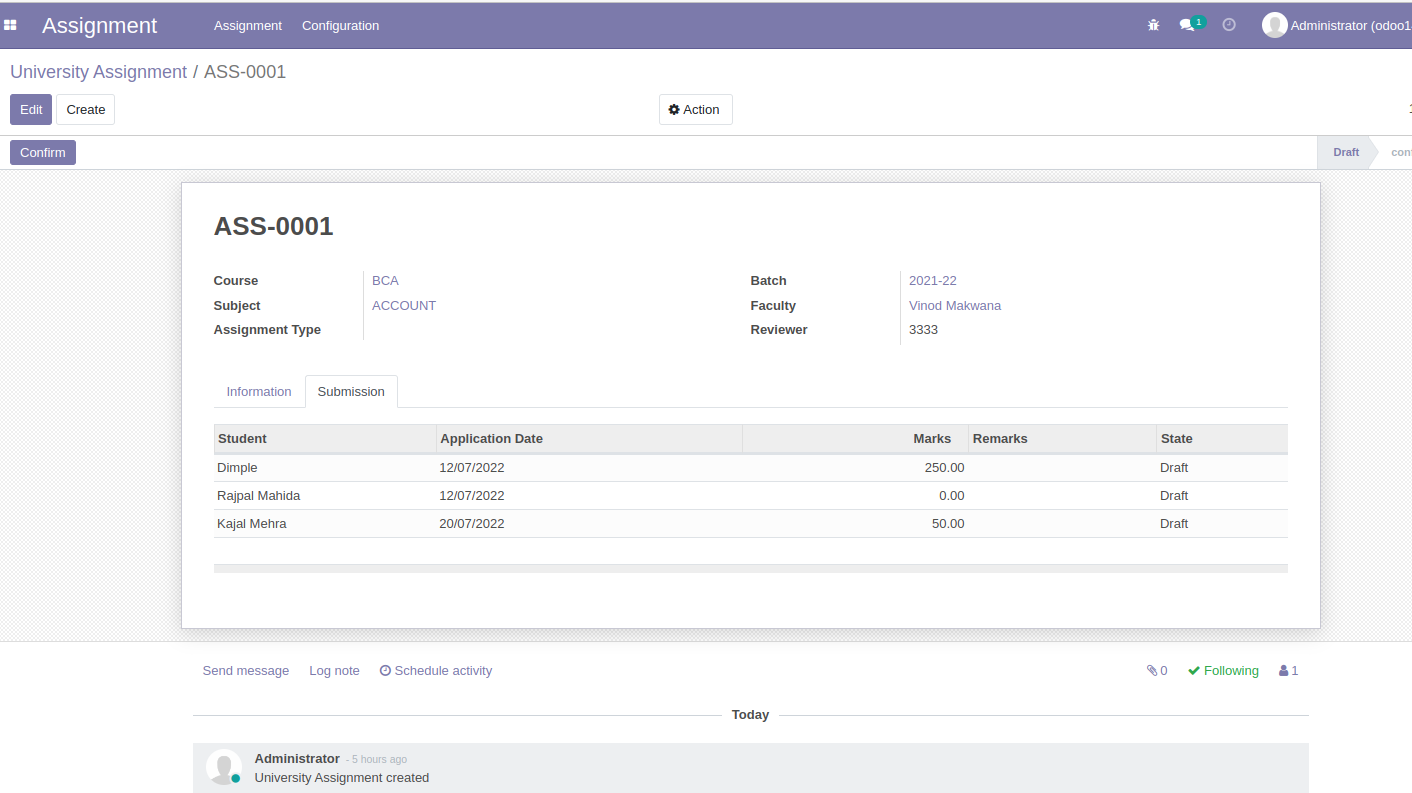 Assignment Assignment Configuration 1 Administrator (odoo1
University Assignment / ASS-0001
Edit Create Action
Confirm Draft
ASS-0001
Course BCA Batch 2021-22
Subject ACCOUNT Faculty Vinod Makwana
Assignment Type Reviewer 3333
Information Submission
Student Application Date Marks Remarks State
Dimple 12/07/2022 250.00 Draft
Rajpal Mahida 12/07/2022 0.00 Draft
Kajal Mehra 20/07/2022 50.00 Draft
Send message Log note Schedule activity 0 Following 1
Today
Administrator - 5 hours ago
University Assignment created